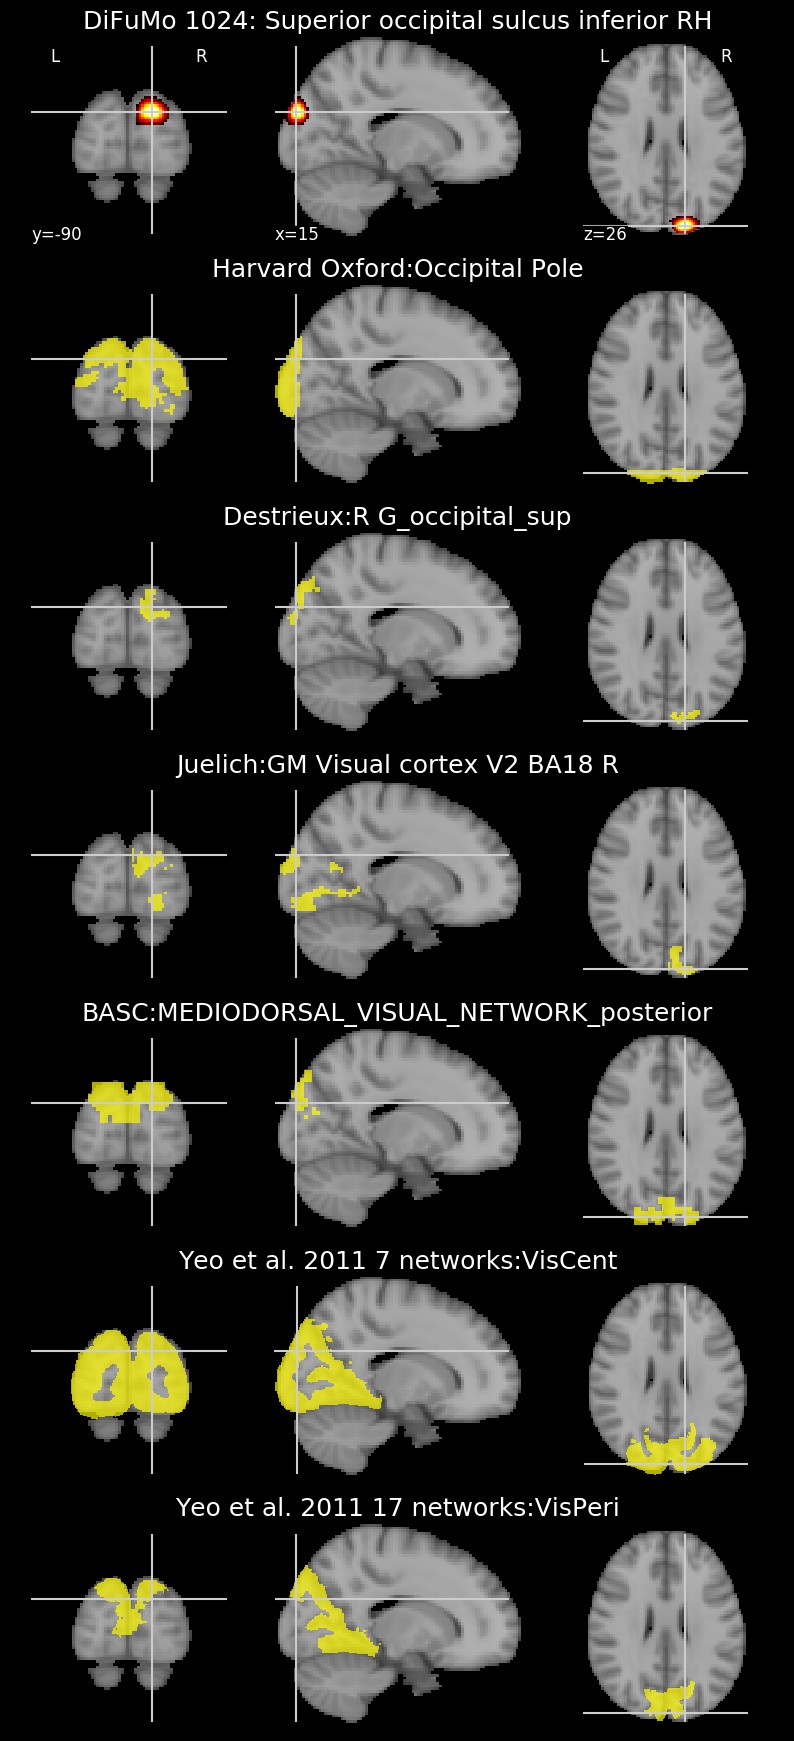 DiFuMo 1024: Superior occipital sulcus inferior RH
L R L R
y=-90 x=15 z=26
Harvard Oxford:Occipital Pole
Destrieux:R G_occipital_sup
Juelich:GM Visual cortex V2 BA18 R
BASC:MEDIODORSAL_VISUAL_NETWORK_posterior
Yeo et al. 2011 7 networks:VisCent
Yeo et al. 2011 17 networks:VisPeri